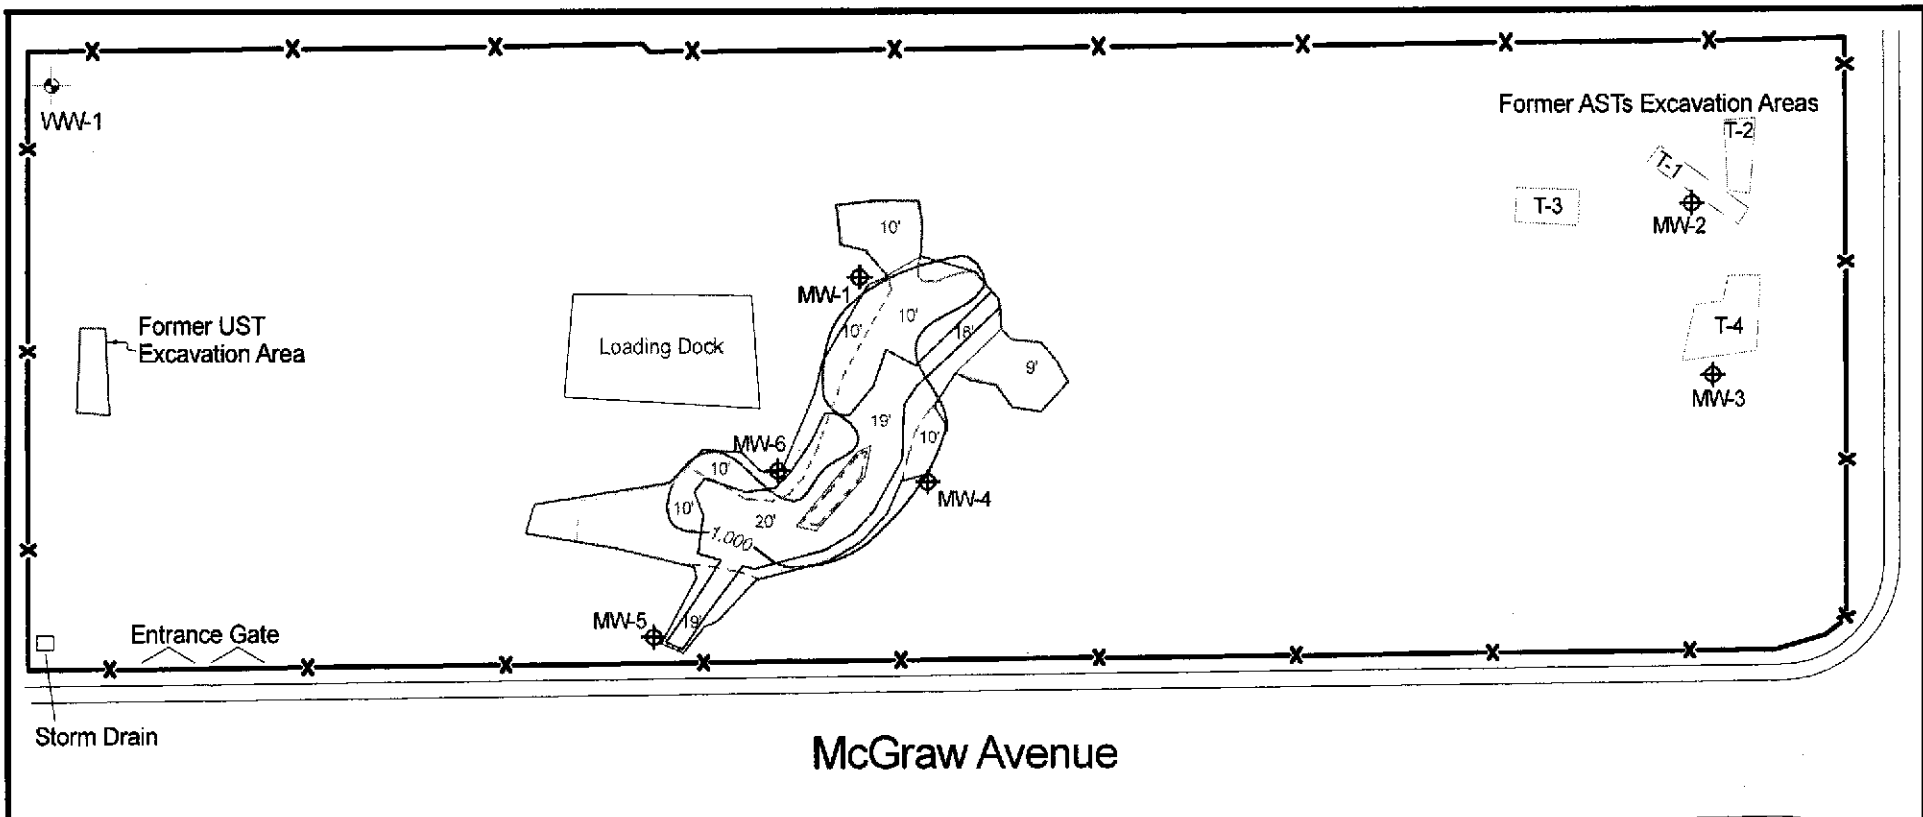 WW-1
Former ASTs Excavation Areas
T-2
T-1
T-3
MW-2
10'
MW-1
10'
10'
16'
Former UST
Excavation Area
Loading Dock
T-4
9'
MW-3
19'
10'
MW-6
10'
MW-4
10'
20'
1.000
MW-5
19'
Entrance Gate
Storm Drain
McGraw Avenue